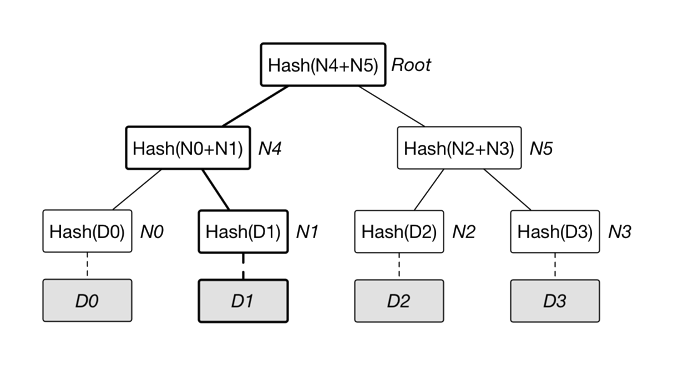 Hash(N4+N5) Root
Hash(N0+N1) N4 Hash(N2+N3) N5
Hash(D0) N0 Hash(D1) N1 Hash(D2) N2 Hash(D3) N3
D0 D1 D2 D3